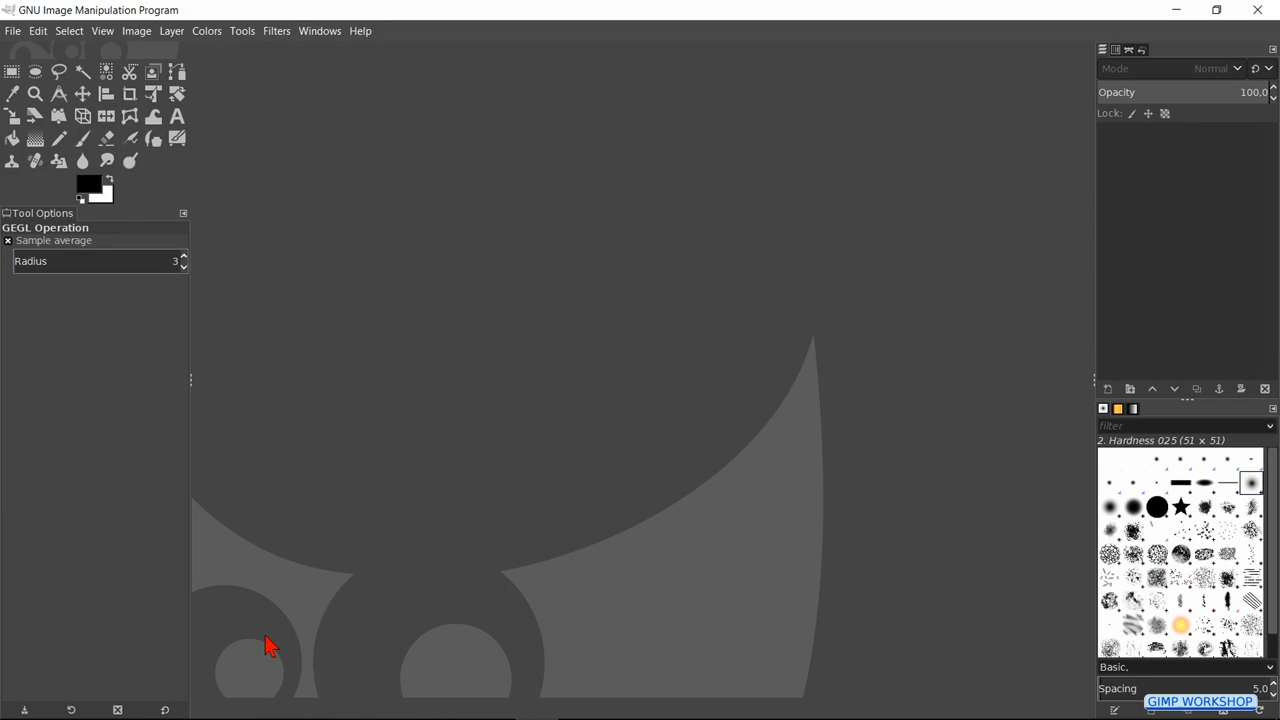 GNU Image Manipulation Program
File Edit Select View Image Layer Colors Tools Filters Windows Help
Mode Normal
Opacity 100,0
Lock:
Tool Options
GEGL Operation
Sample average
Radius 3
filter
2. Hardness 025 (51 × 51)
Basic,
Spacing 5,0
GIMP WORKSHOP